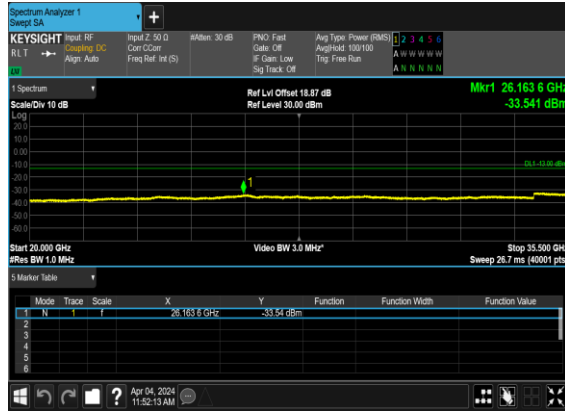 Spectrum Analyzer 1
Swept SA
+
KEYSIGHT Input: RF Input Z: 50 Ω #Atten: 30 dB PNO: Fast Avg Type: Power (RMS) 1 2 3 4 5 6
RLT Coupling: DC Corr CCorr Gate: Off Avg|Hold: 100/100 A W W W W W
Align: Auto Freq Ref: Int (S) IF Gain: Low Trig: Free Run
Sig Track: Off A N N N N N
1 Spectrum
Ref Lvl Offset 18.87 dB Mkr1 26.163 6 GHz
Scale/Div 10 dB Ref Level 30.00 dBm -33.541 dBm
Log
20.0
10.0
0.00
-10.0 DL1 -13.00 dBm
-20.0
1
-30.0
-40.0
-50.0
-60.0
Start 20.000 GHz Video BW 3.0 MHz* Stop 35.500 GHz
#Res BW 1.0 MHz Sweep 26.7 ms (40001 pts)
5 Marker Table
Mode Trace Scale X Y Function Function Width Function Value
1 N 1 f 26.163 6 GHz -33.54 dBm
2
3
4
5
6
? Apr 04, 2024
11:52:13 AM